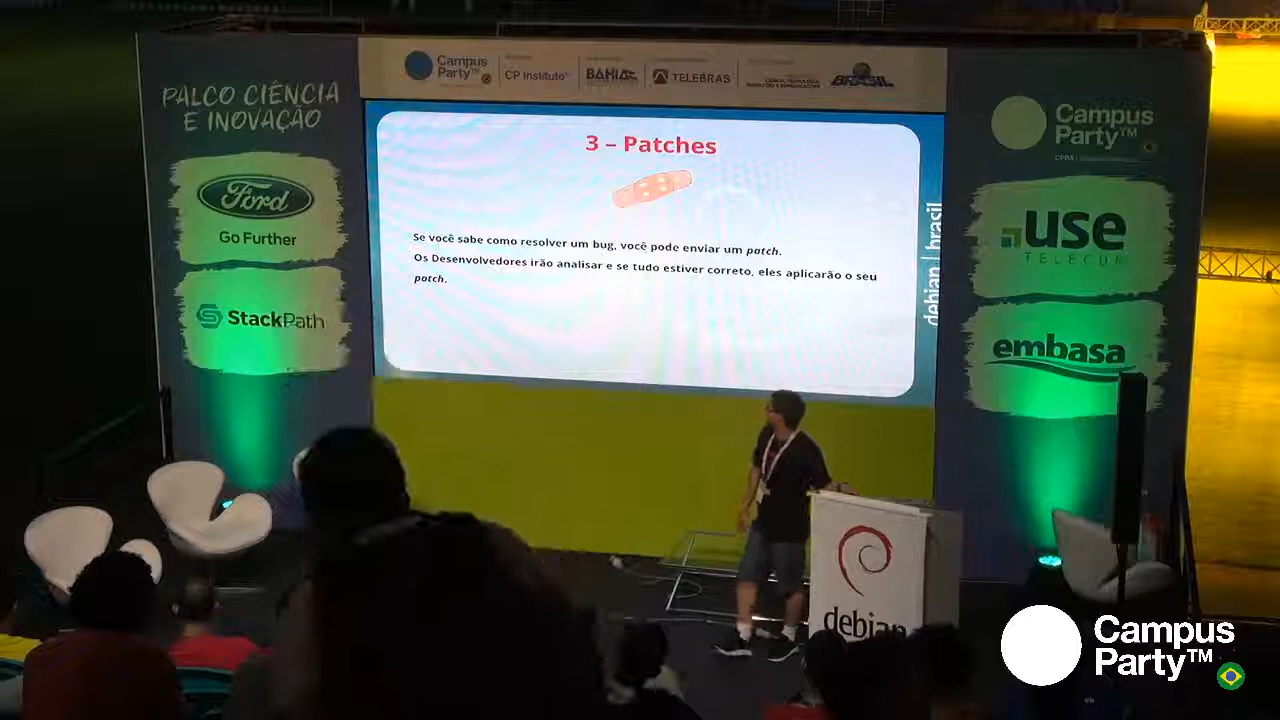 PALCO CIÊNCIA
E INOVAÇÃO
Ford
Go Further
StackPath
Campus
Party
CP Instituto
BAHIA
TELEBRAS
BRASIL
3 – Patches
Se você sabe como resolver um bug, você pode enviar um patch.
Os Desenvolvedores irão analisar e se tudo estiver correto, eles aplicarão o seu
patch.
debian | brasil
Campus
Party™
use
TELECOM
embasa
debian
Campus
Party™